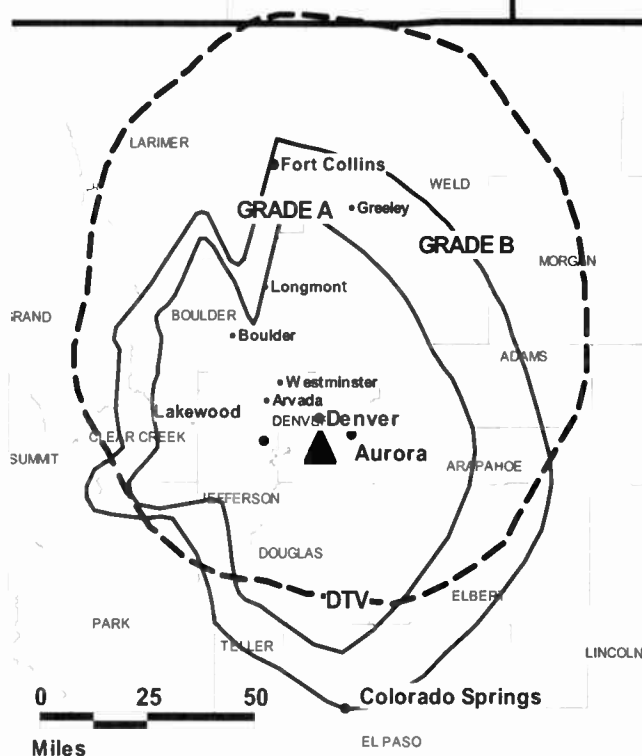 LARIMER
Fort Collins
WELD
GRADE A
Greeley
GRADE B
MORGAN
Longmont
BOULDER
Boulder
ADAMS
Westminster
Arvada
Lakewood
DENVER
Denver
CLEAR CREEK
Aurora
SUMMIT
ARAPAHOE
JEFFERSON
DOUGLAS
DTV
ELBERT
PARK
TELLER
LINCOLN
0 25 50
Colorado Springs
Miles
EL PASO